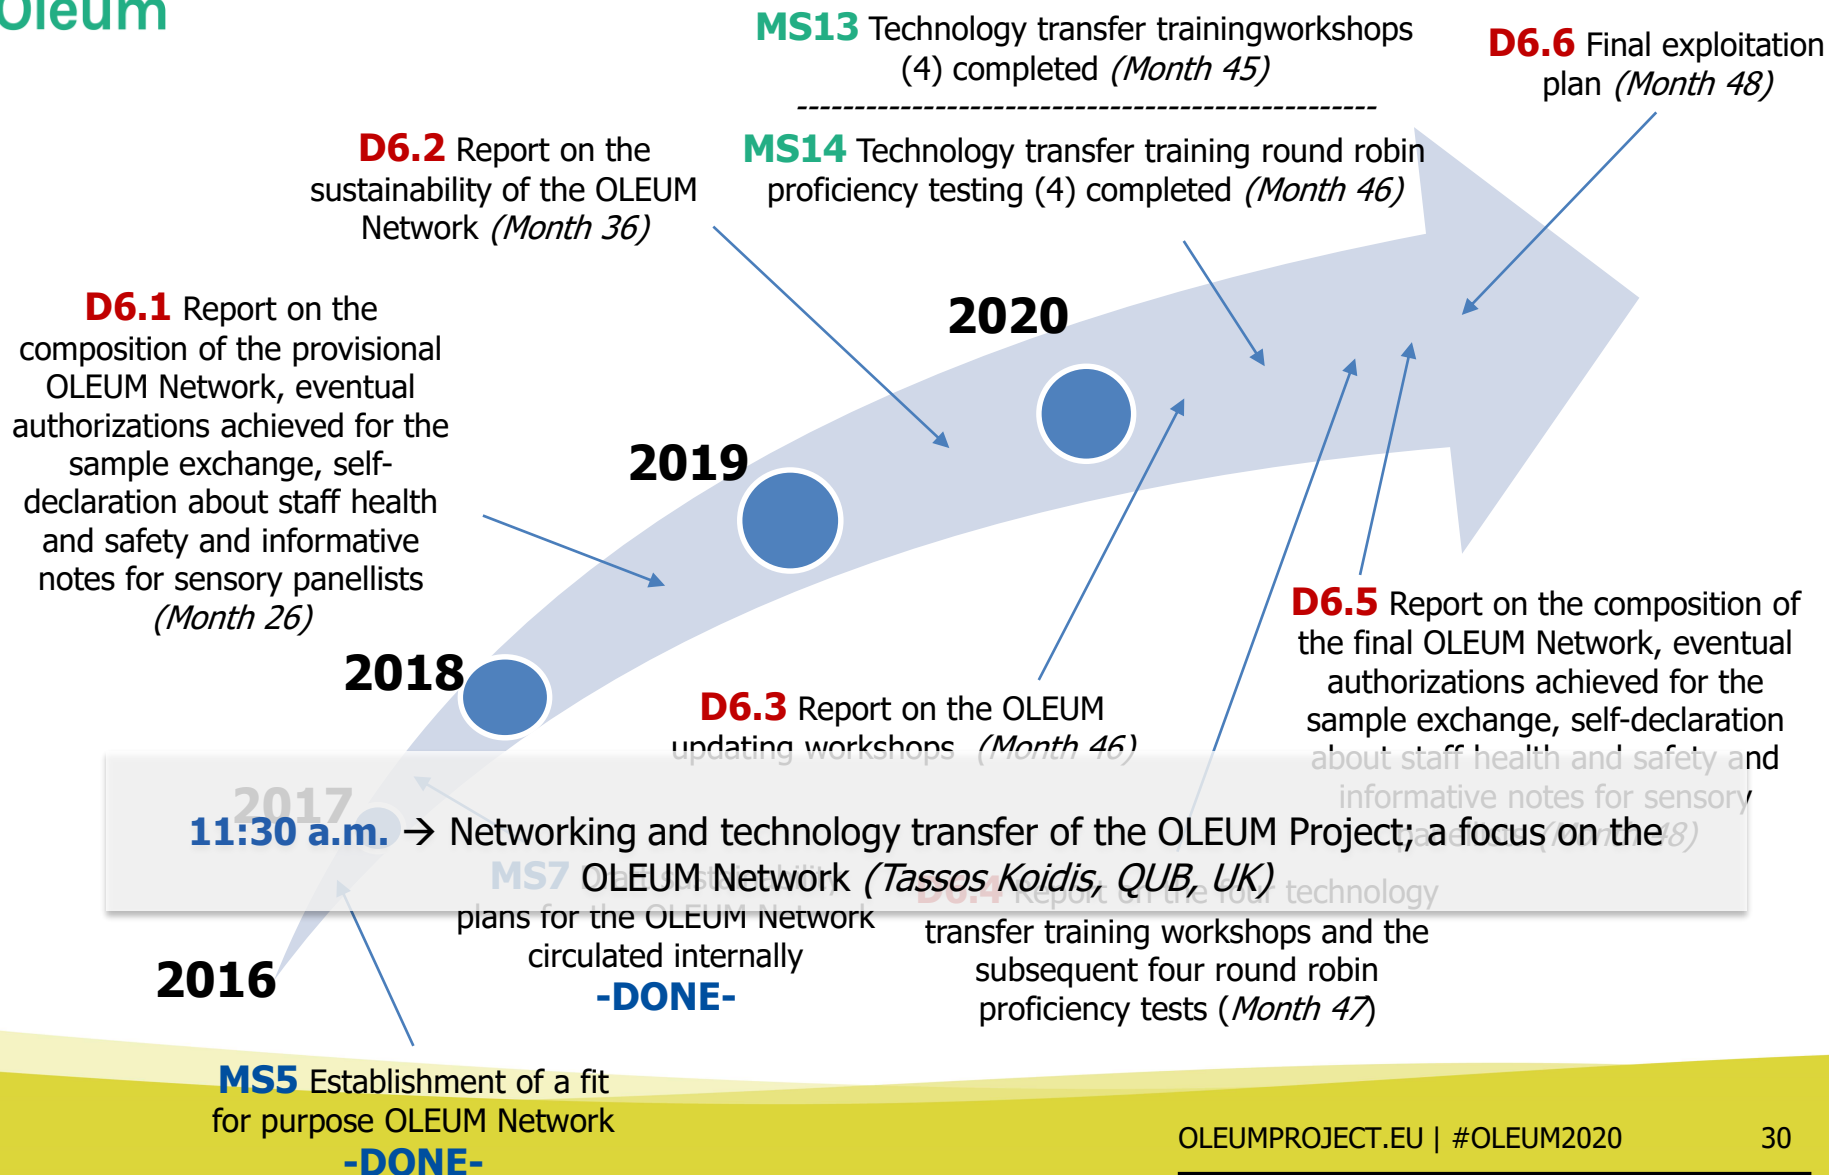 Oleum
MS13 Technology transfer trainingworkshops
(4) completed (Month 45)
--------------------------------------------------
MS14 Technology transfer training round robin
proficiency testing (4) completed (Month 46)
D6.6 Final exploitation
plan (Month 48)
D6.2 Report on the
sustainability of the OLEUM
Network (Month 36)
D6.1 Report on the
composition of the provisional
OLEUM Network, eventual
authorizations achieved for the
sample exchange, self-
declaration about staff health
and safety and informative
notes for sensory panellists
(Month 26)
2020
2019
2018
2017
2016
D6.3 Report on the OLEUM
updating workshops (Month 46)
D6.5 Report on the composition of
the final OLEUM Network, eventual
authorizations achieved for the
sample exchange, self-declaration
about staff health and safety and
informative notes for sensory
panellists (Month 48)
11:30 a.m. → Networking and technology transfer of the OLEUM Project; a focus on the
OLEUM Network (Tassos Koidis, QUB, UK)
MS7 Draft sustainability
plans for the OLEUM Network
circulated internally
-DONE-
D6.4 Report on the four technology
transfer training workshops and the
subsequent four round robin
proficiency tests (Month 47)
MS5 Establishment of a fit
for purpose OLEUM Network
-DONE-
OLEUMPROJECT.EU | #OLEUM2020
30